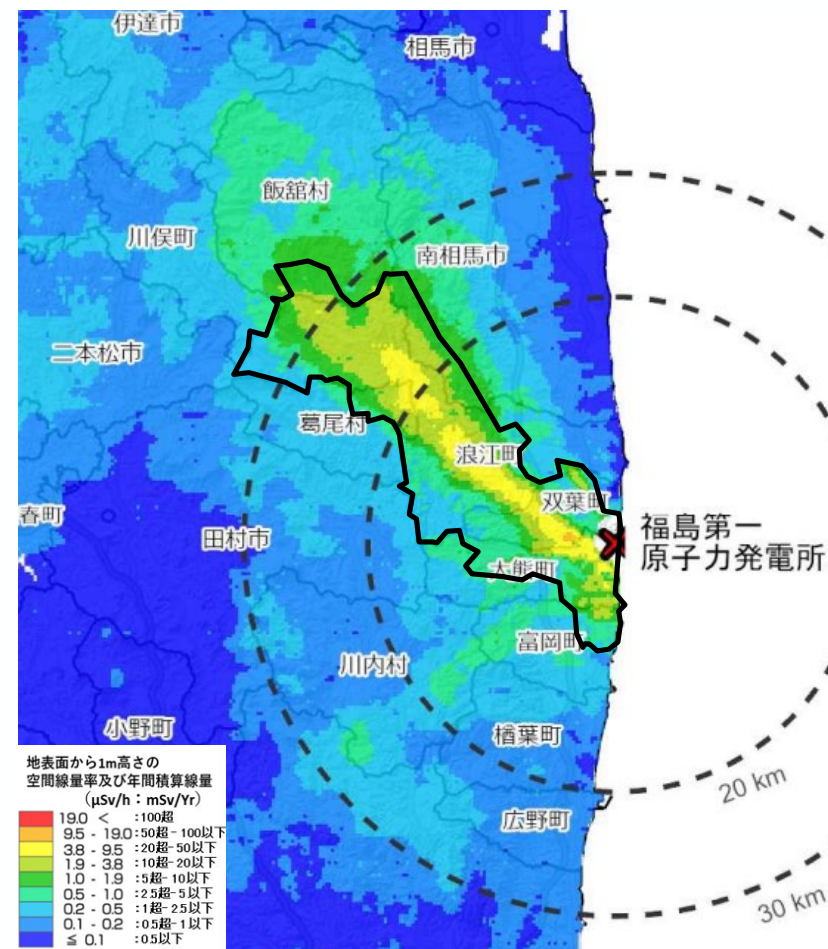 伊達市
相馬市
飯舘村
川俣町
南相馬市
二本松市
葛尾村
浪江町
双葉町
春町
田村市
福島第一
原子力発電所
大熊町
富岡町
川内村
小野町
楢葉町
広野町
20 km
30 km
地表面から1m高さの
空間線量率及び年間積算線量
(μSv/h:mSv/Yr)
19.0 < :100超
9.5 - 19.0:50超-100以下
3.8 - 9.5 :20超-50以下
1.9 - 3.8 :10超-20以下
1.0 - 1.9 :5超-10以下
0.5 - 1.0 :2.5超-5以下
0.2 - 0.5 :1超-2.5以下
0.1 - 0.2 :0.5超-1以下
≦ 0.1 :0.5以下